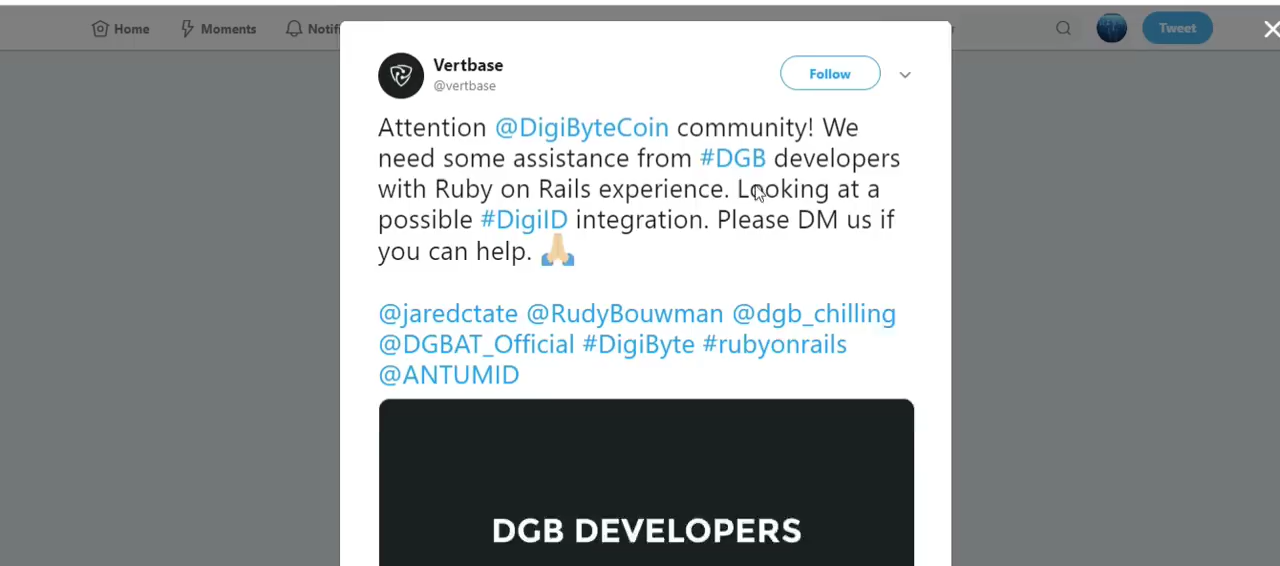 Home Moments Notifi Tweet
Vertbase
@vertbase
Follow
Attention @DigiByteCoin community! We
need some assistance from #DGB developers
with Ruby on Rails experience. Looking at a
possible #DigiID integration. Please DM us if
you can help. 🙏🏼
@jaredctate @RudyBouwman @dgb_chilling
@DGBAT_Official #DigiByte #rubyonrails
@ANTUMID
DGB DEVELOPERS